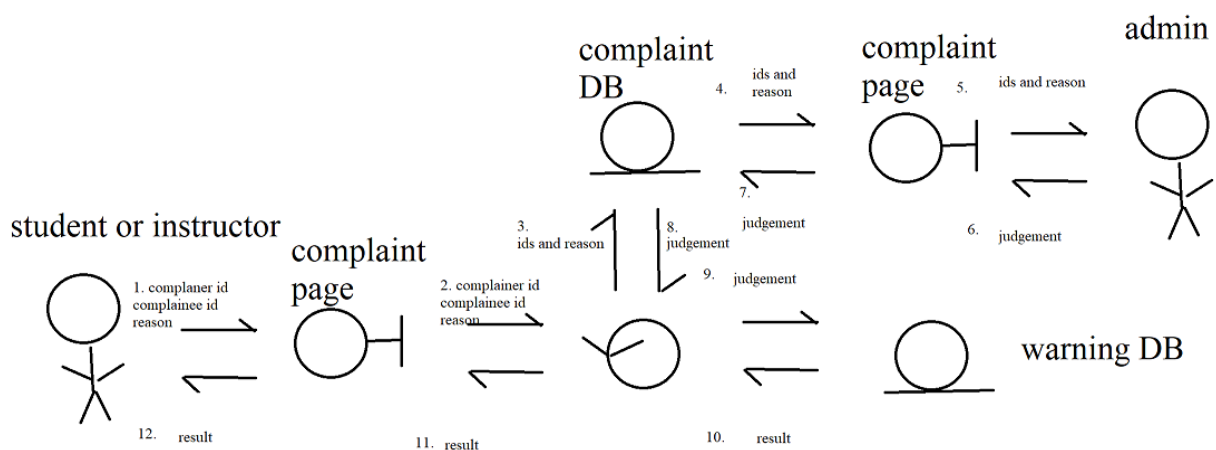 admin
complaint
DB
complaint
page
4. ids and
reason
5. ids and reason
7.
judgement
6. judgement
student or instructor
complaint
page
3.
ids and reason
8.
judgement
9. judgement
1. complaner id
complainee id
reason
2. complainer id
complainee id
reason
warning DB
12. result
11. result
10. result